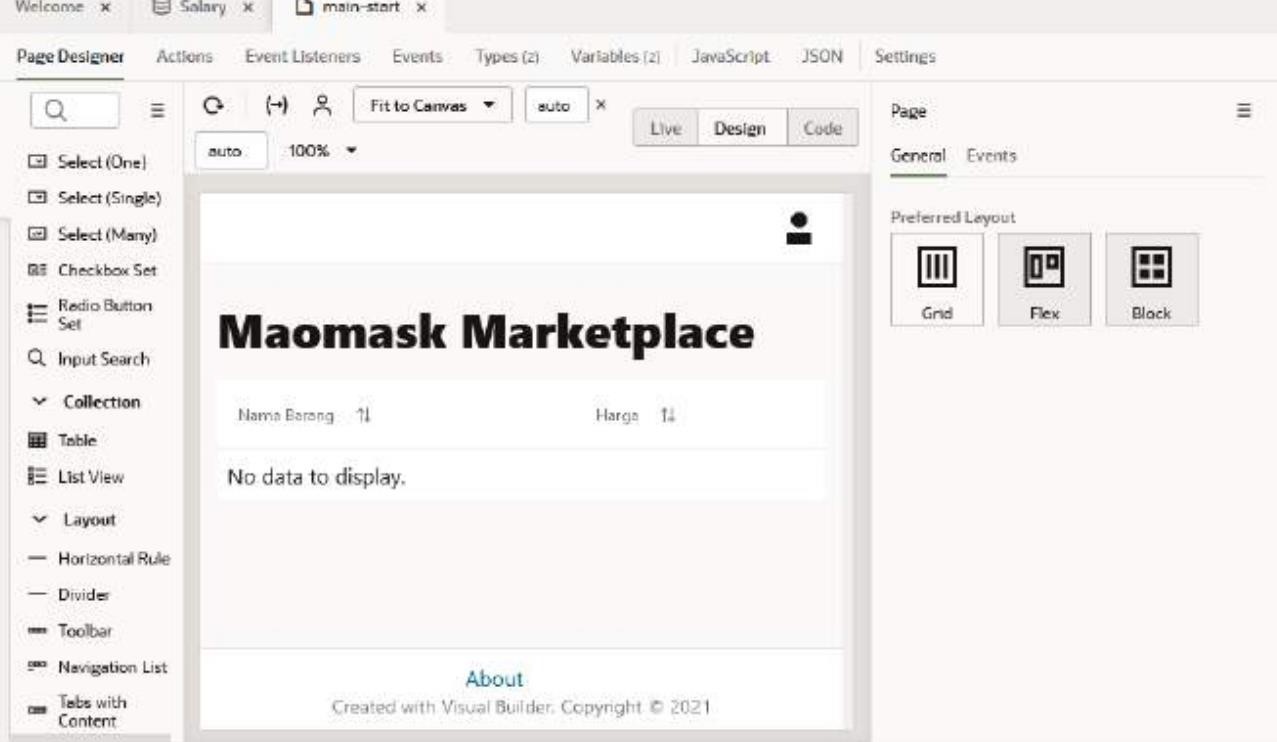 Welcome ×
Salary ×
main-start ×
Page Designer
Actions
Event Listeners
Events
Types (2)
Variables (2)
JavaScript
JSON
Settings
Fit to Canvas
auto ×
auto
100%
Live
Design
Code
Select (One)
Select (Single)
Select (Many)
Checkbox Set
Radio Button
Set
Input Search
Collection
Table
List View
Layout
Horizontal Rule
Divider
Toolbar
Navigation List
Tabs with
Content
Maomask Marketplace
Nama Barang
Harga
No data to display.
About
Created with Visual Builder. Copyright © 2021
Page
General
Events
Preferred Layout
Grid
Flex
Block